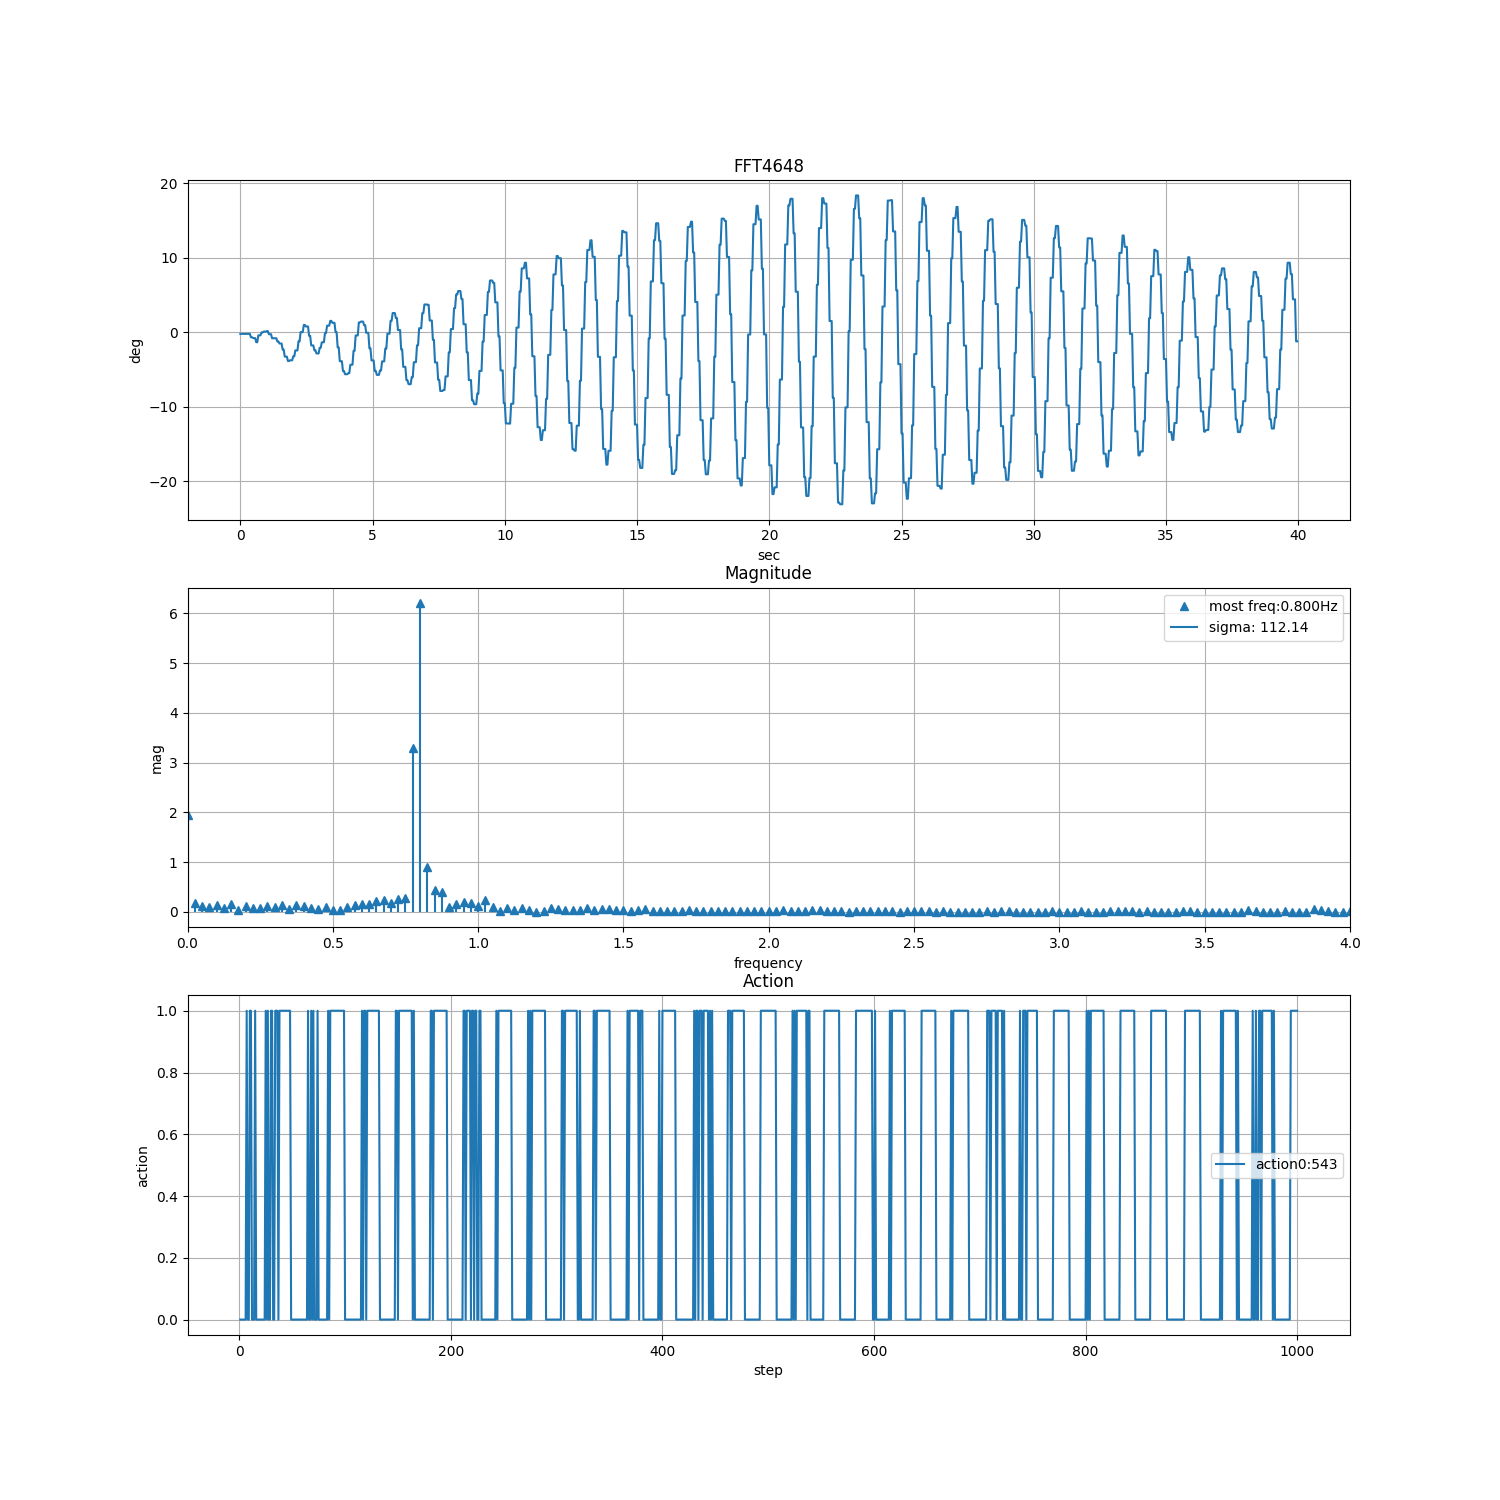 FFT4648
20
10
0
−10
−20
deg
0 5 10 15 20 25 30 35 40
sec
Magnitude
6
5
4
3
2
1
0
mag
most freq:0.800Hz
sigma: 112.14
0.0 0.5 1.0 1.5 2.0 2.5 3.0 3.5 4.0
frequency
Action
1.0
0.8
0.6
0.4
0.2
0.0
action
action0:543
0 200 400 600 800 1000
step